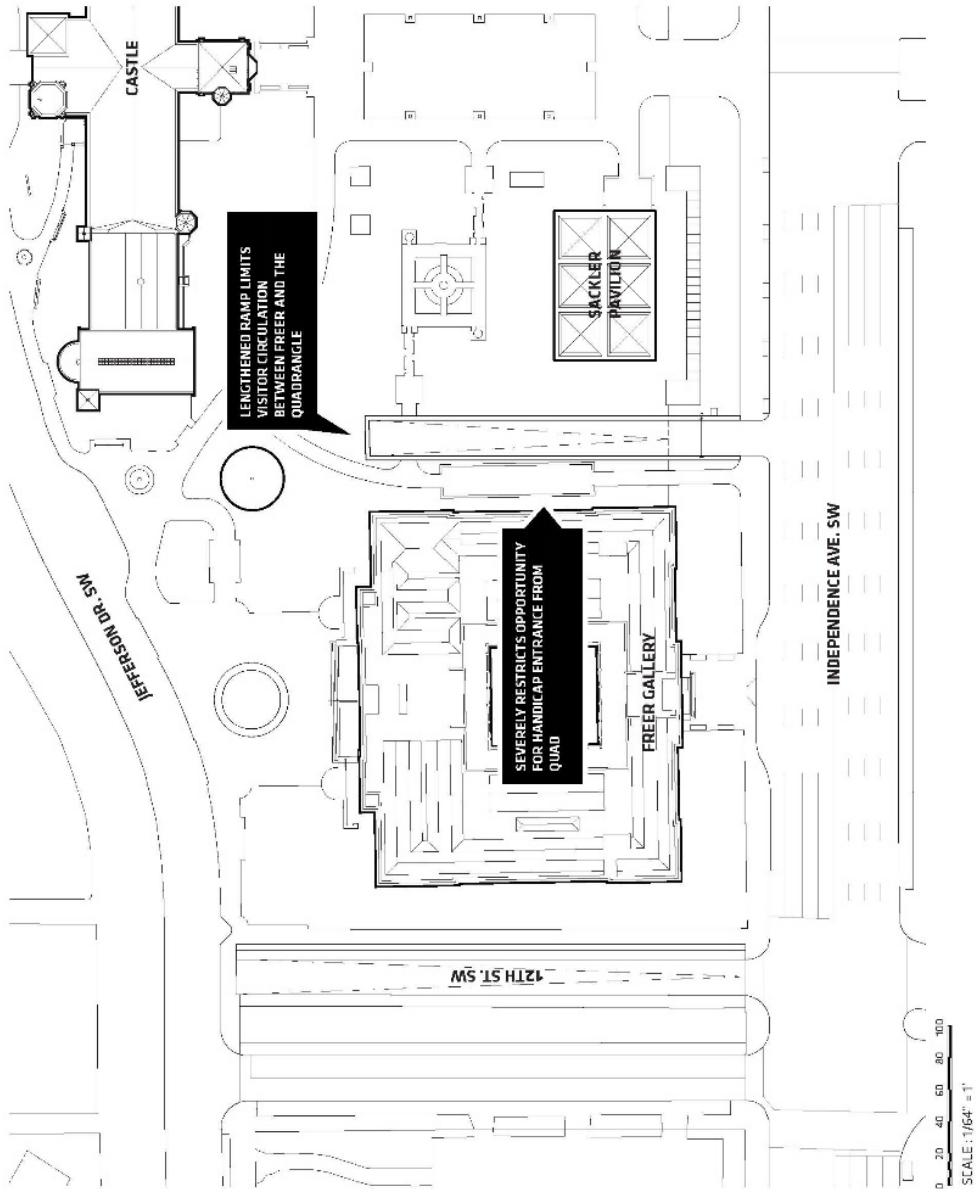 CASTLE
LENGTHENED RAMP LIMITS
VISITOR CIRCULATION
BETWEEN FREER AND THE
QUADRANGLE
SACKLER
PAVILION
JEFFERSON DR. SW
SEVERELY RESTRICTS OPPORTUNITY
FOR HANDICAP ENTRANCE FROM
QUAD
FREER GALLERY
INDEPENDENCE AVE. SW
12TH ST. SW
0 20 40 60 80 100
SCALE : 1/64" = 1'